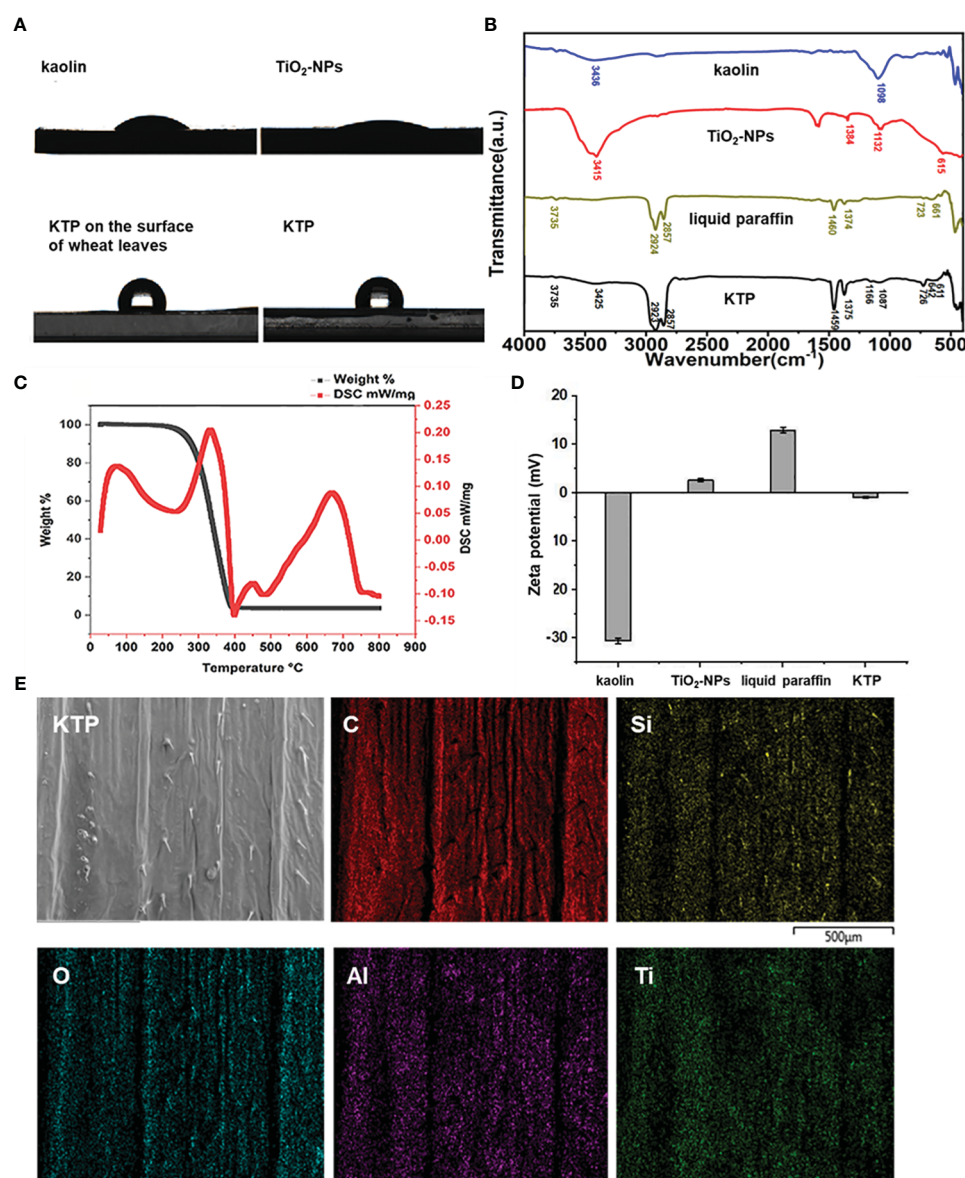 A
kaolin
TiO₂-NPs
KTP on the surface
of wheat leaves
KTP
B
Transmittance(a.u.)
kaolin
3436
1098
TiO₂-NPs
3415
1384
1132
615
liquid paraffin
3735
2924
2857
1460
1374
723
661
KTP
3735
3425
2923
2857
1459
1375
1166
1087
726
642
611
4000 3500 3000 2500 2000 1500 1000 500
Wavenumber(cm⁻¹)
C
Weight %
DSC mW/mg
Weight %
100
80
60
40
20
0
0.25
0.20
0.15
0.10
0.05
0.00
-0.05
-0.10
-0.15
DSC mW/mg
0 100 200 300 400 500 600 700 800 900
Temperature °C
D
Zeta potential (mV)
20
10
0
-10
-20
-30
kaolin TiO₂-NPs liquid paraffin KTP
E
KTP
C
Si
500μm
O
Al
Ti